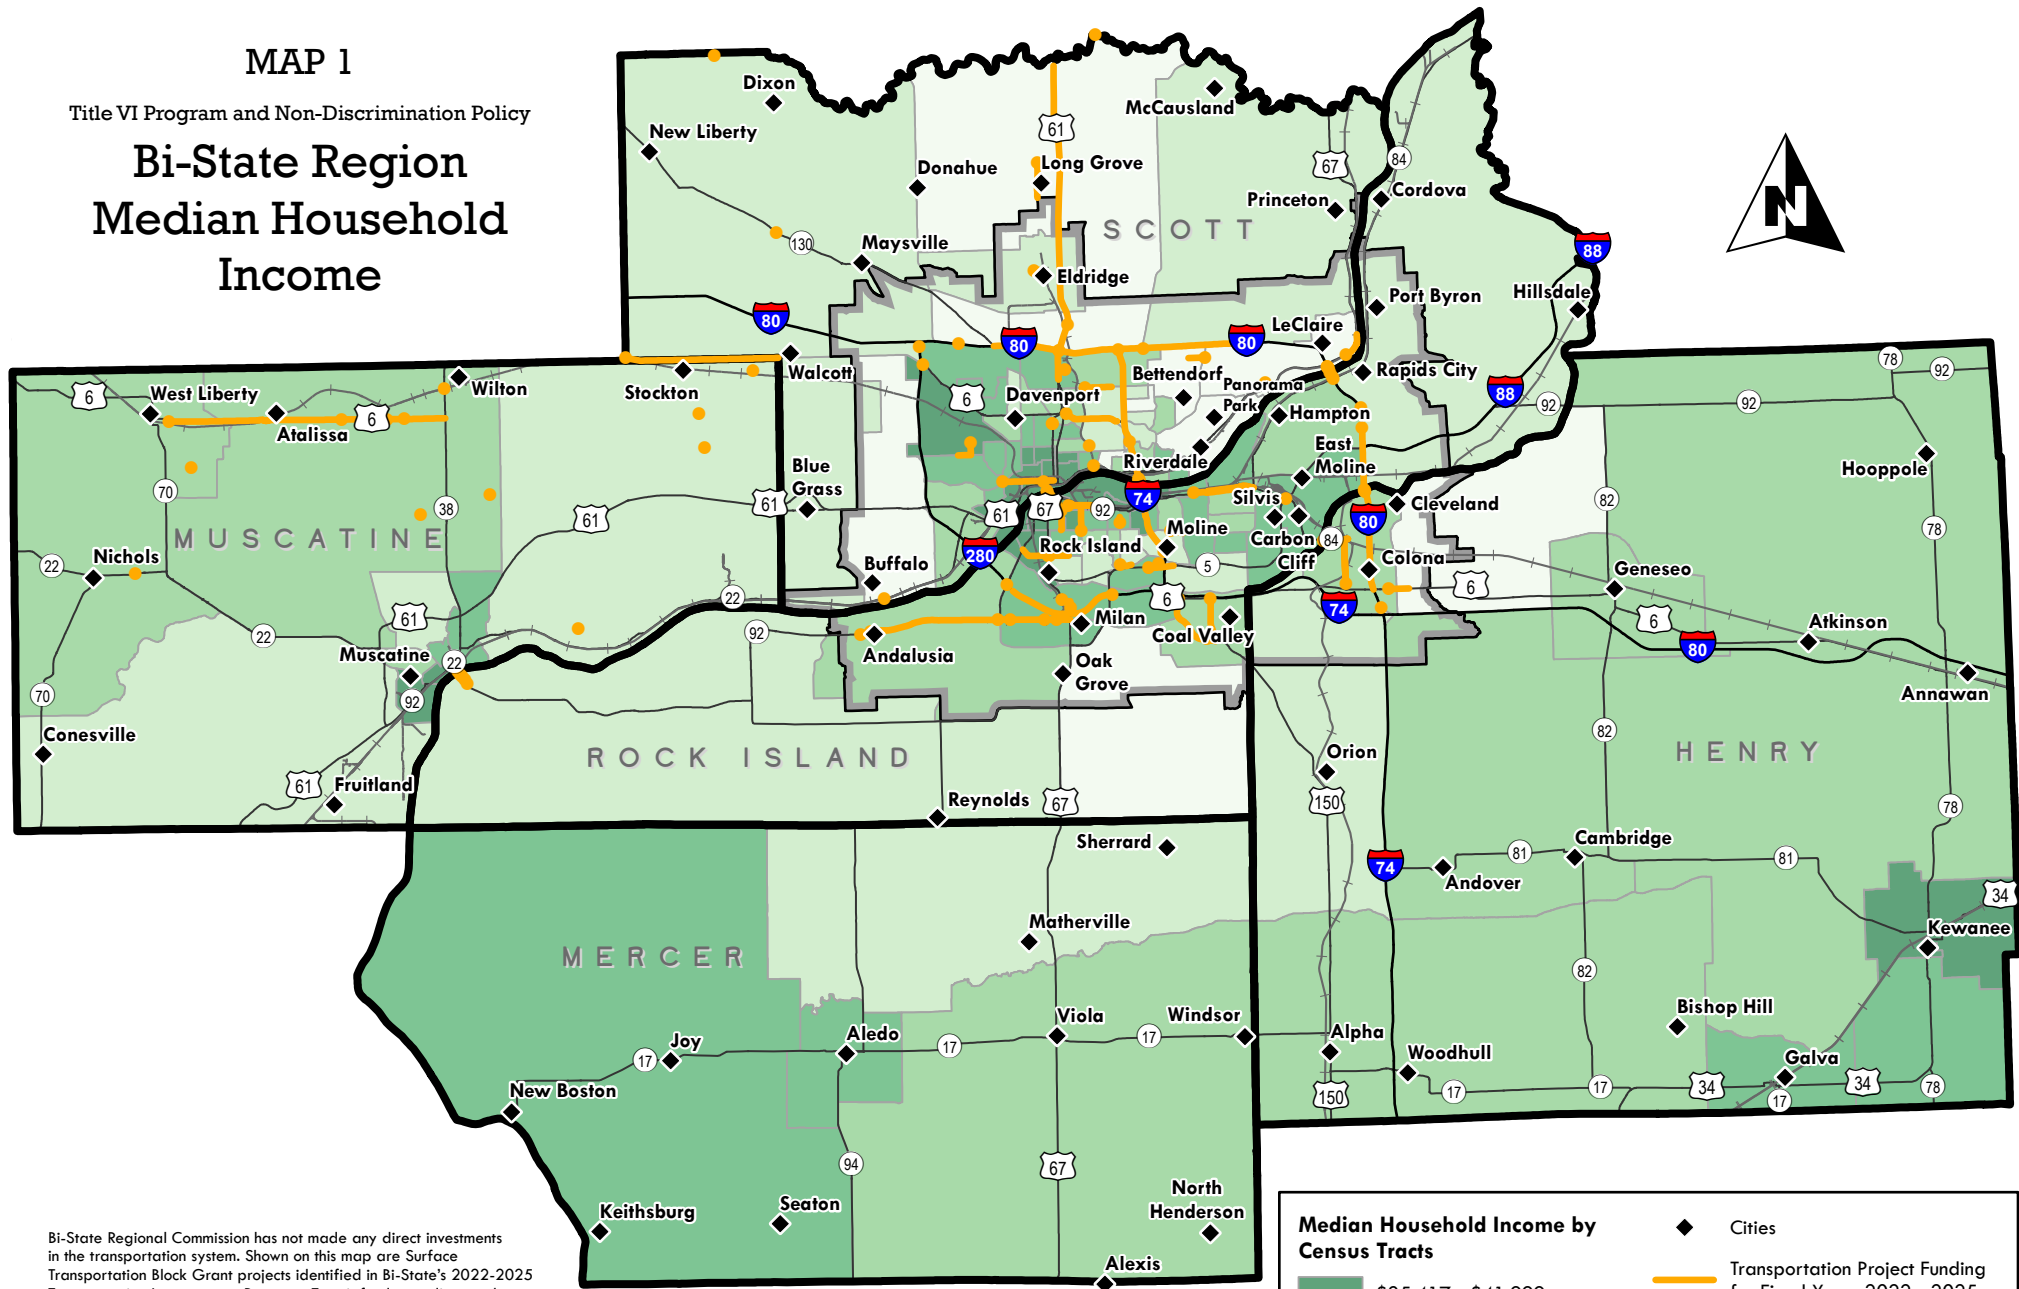 MAP 1
Title VI Program and Non-Discrimination Policy
Bi-State Region
Median Household
Income
Dixon
New Liberty
Donahue
Long Grove
McCausland
61
67
84
Cordova
Princeton
SCOTT
130
Maysville
Eldridge
88
Port Byron
Hillsdale
80
80
80
LeClaire
78
92
Walcott
Stockton
Wilton
West Liberty
6
Atalissa
6
6
Davenport
Bettendorf
Panorama
Park
Rapids City
88
92
92
Hampton
East
Moline
Riverdale
Hooppole
Blue
Grass
70
38
61
61
61
67
92
74
Silvis
80
Cleveland
82
78
MUSCATINE
Moline
Rock Island
Carbon
Cliff
84
Colona
22
Nichols
280
Buffalo
5
6
74
6
Geneseo
6
80
Atkinson
22
61
22
92
Milan
Coal Valley
Andalusia
Oak
Grove
Muscatine
22
92
70
Annawan
Conesville
82
ROCK ISLAND
HENRY
Orion
61
Fruitland
Reynolds
67
150
78
Sherrard
Cambridge
81
81
74
Andover
34
Kewanee
Matherville
MERCER
82
Bishop Hill
Joy
17
Aledo
17
Viola
17
Windsor
Alpha
Woodhull
Galva
New Boston
150
17
17
34
34
78
17
94
67
Keithsburg
Seaton
North
Henderson
Alexis
Bi-State Regional Commission has not made any direct investments
in the transportation system. Shown on this map are Surface
Transportation Block Grant projects identified in Bi-State's 2022-2025
Median Household Income by
Census Tracts
Cities
Transportation Project Funding